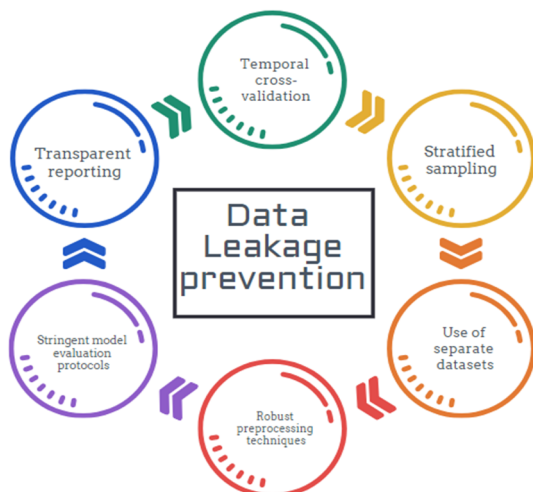 Temporal
cross-
validation
Stratified
sampling
Use of
separate
datasets
Robust
preprocessing
techniques
Stringent model
evaluation
protocols
Transparent
reporting
Data
Leakage
prevention